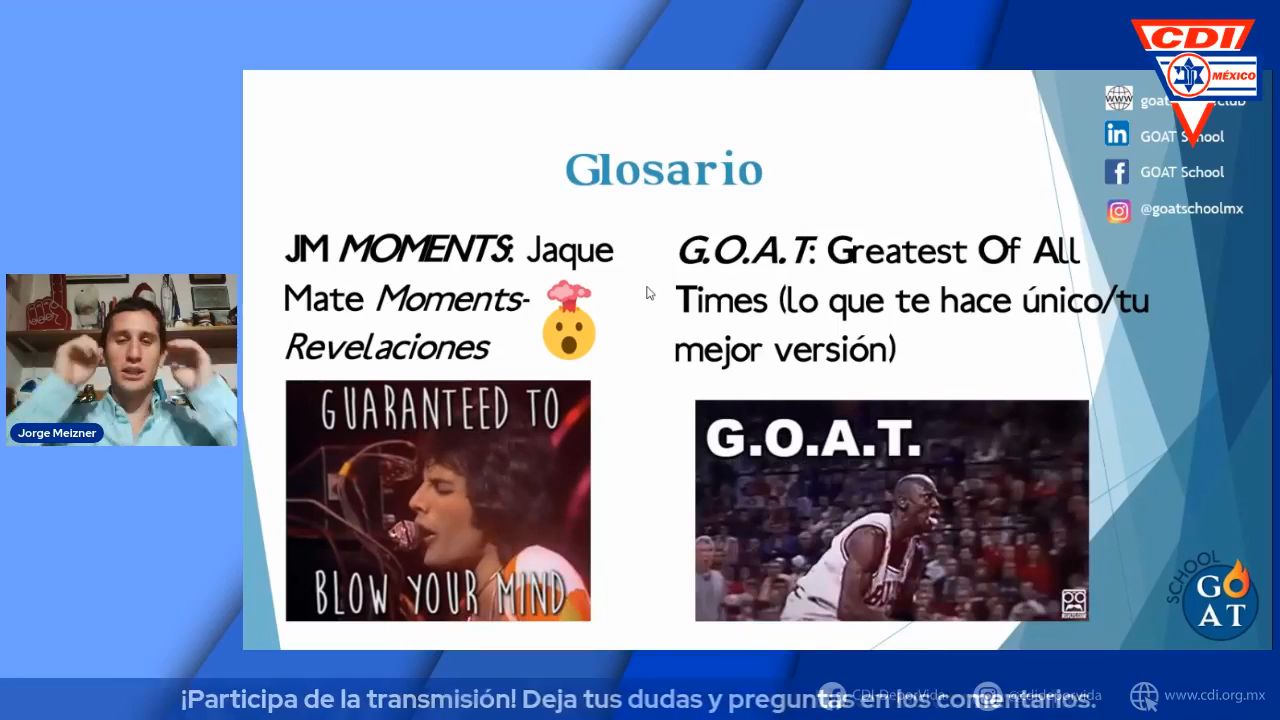 CDI
MÉXICO
GOAT School
GOAT School
@goatschoolmx
Glosario
JM MOMENTS: Jaque
Mate Moments-
Revelaciones
G.O.A.T: Greatest Of All
Times (lo que te hace único/tu
mejor versión)
GUARANTEED TO
BLOW YOUR MIND
G.O.A.T.
Jorge Meizner
SCHOOL
GO
AT
¡Participa de la transmisión! Deja tus dudas y preguntas en los comentarios.
CDI DeporVida
@cdideporvida
www.cdi.org.mx